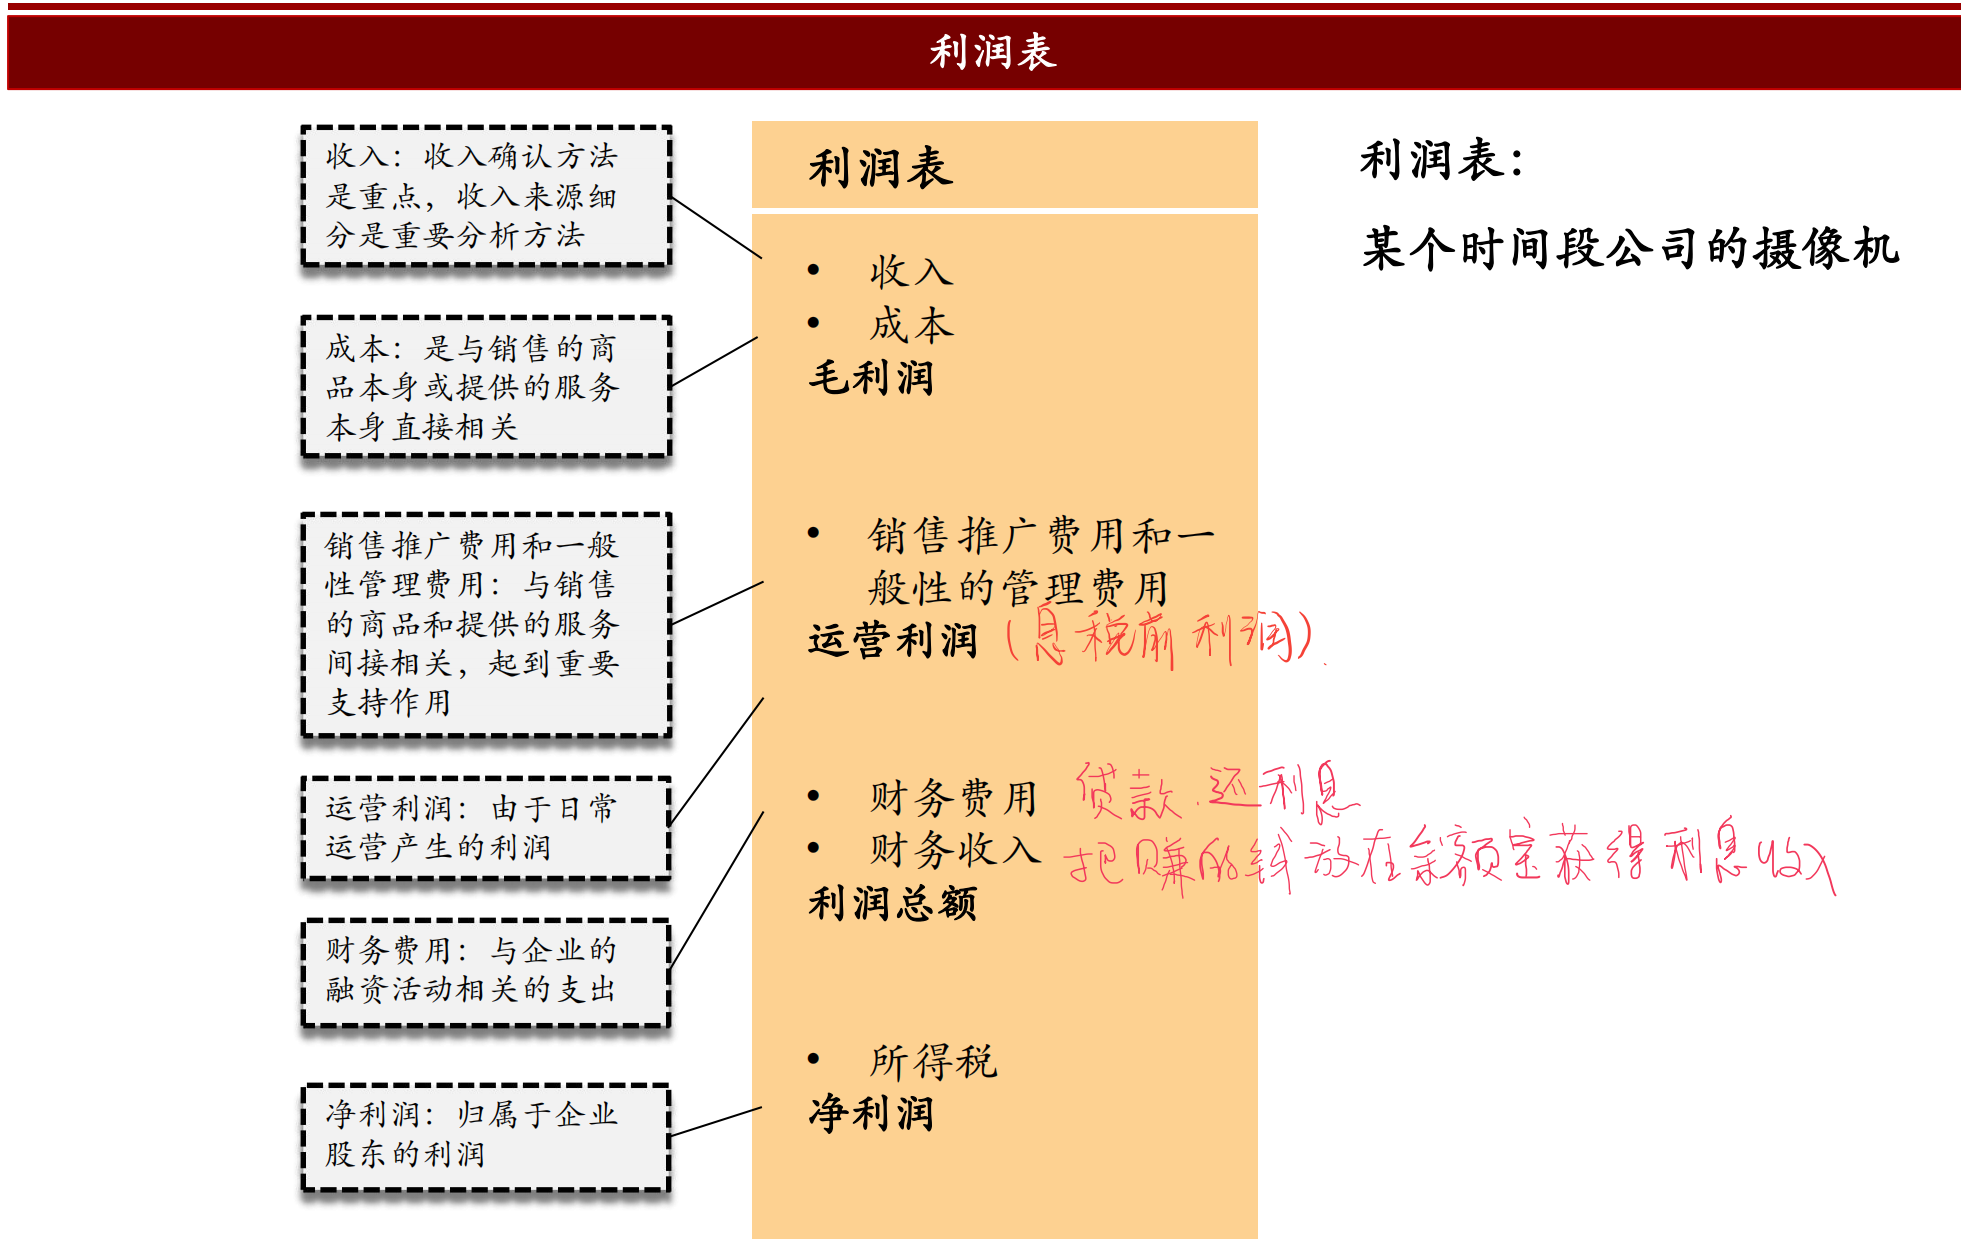 利润表
收入：收入确认方法
是重点，收入来源细
分是重要分析方法
成本：是与销售的商
品本身或提供的服务
本身直接相关
销售推广费用和一般
性管理费用：与销售
的商品和提供的服务
间接相关，起到重要
支持作用
运营利润：由于日常
运营产生的利润
财务费用：与企业的
融资活动相关的支出
净利润：归属于企业
股东的利润
利润表
• 收入
• 成本
毛利润
• 销售推广费用和一
般性的管理费用
运营利润（息税前利润）.
• 财务费用 贷款.还利息
• 财务收入 把赚的钱放在余额宝获得利息收入
利润总额
• 所得税
净利润
利润表：
某个时间段公司的摄像机